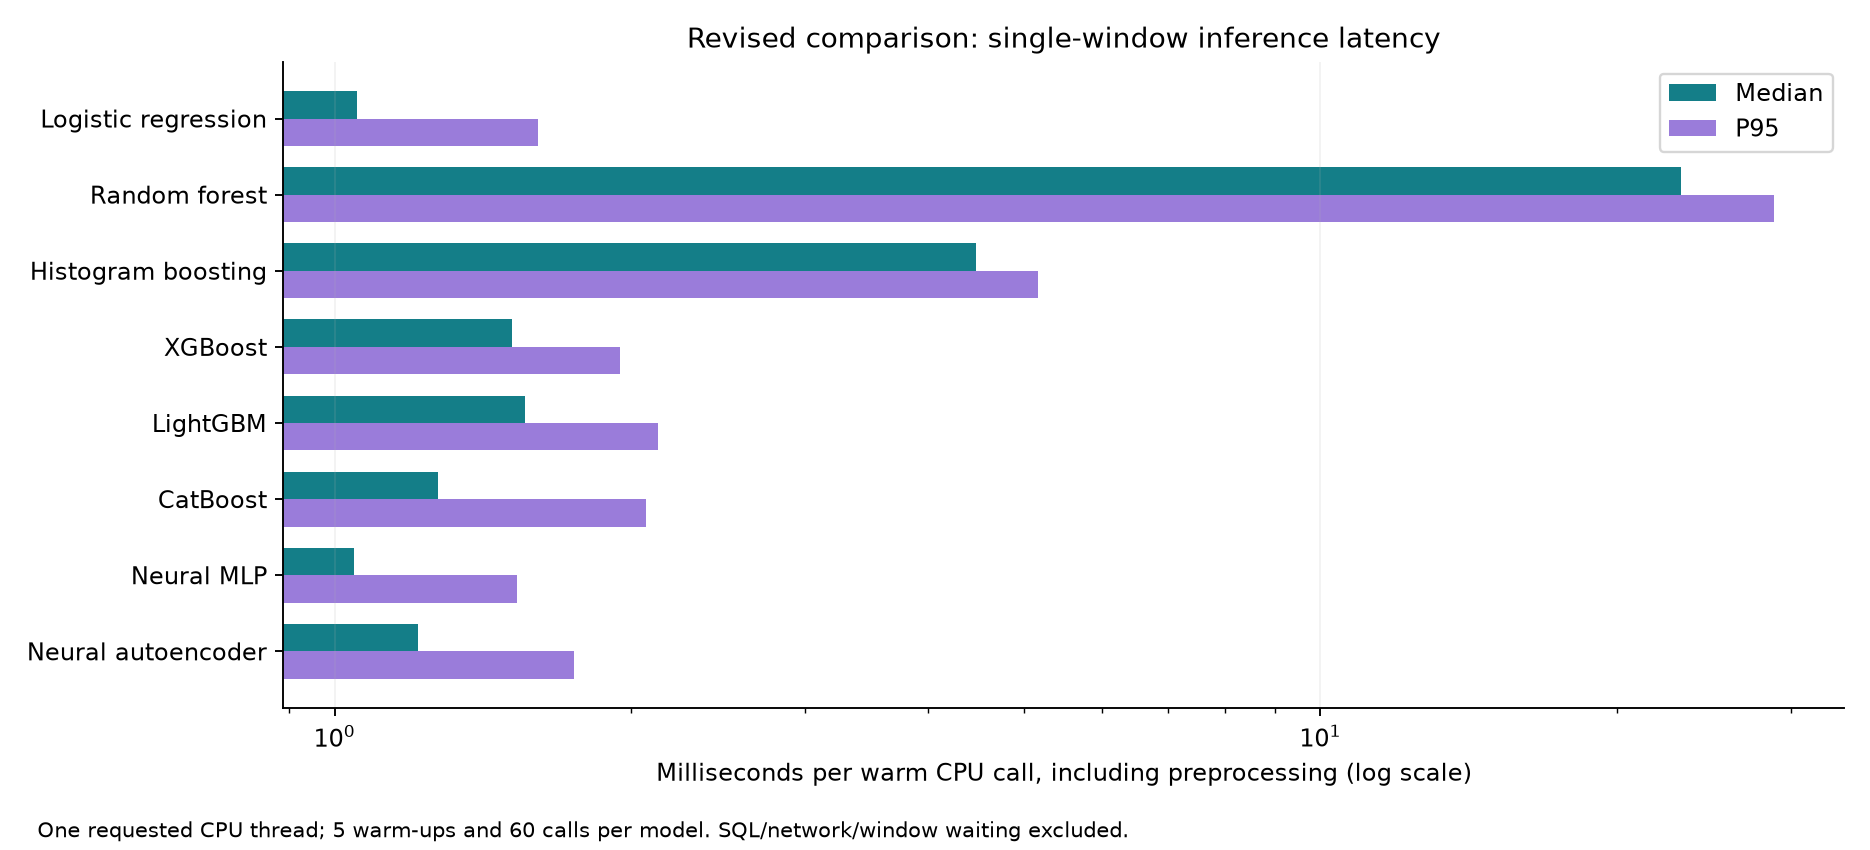 Revised comparison: single-window inference latency
Median
P95
Logistic regression
Random forest
Histogram boosting
XGBoost
LightGBM
CatBoost
Neural MLP
Neural autoencoder
10⁰
10¹
Milliseconds per warm CPU call, including preprocessing (log scale)
One requested CPU thread; 5 warm-ups and 60 calls per model. SQL/network/window waiting excluded.